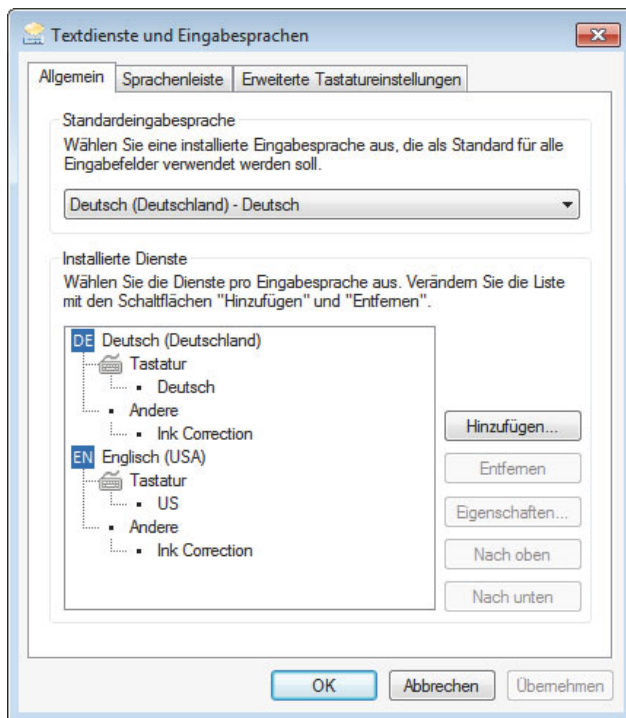 Textdienste und Eingabesprachen
Allgemein Sprachenleiste Erweiterte Tastatureinstellungen
Standardeingabesprache
Wählen Sie eine installierte Eingabesprache aus, die als Standard für alle
Eingabefelder verwendet werden soll.
Deutsch (Deutschland) - Deutsch
Installierte Dienste
Wählen Sie die Dienste pro Eingabesprache aus. Verändern Sie die Liste
mit den Schaltflächen "Hinzufügen" und "Entfernen".
DE Deutsch (Deutschland)
Tastatur
Deutsch
Andere
Ink Correction
EN Englisch (USA)
Tastatur
US
Andere
Ink Correction
Hinzufügen...
Entfernen
Eigenschaften...
Nach oben
Nach unten
OK Abbrechen Übernehmen